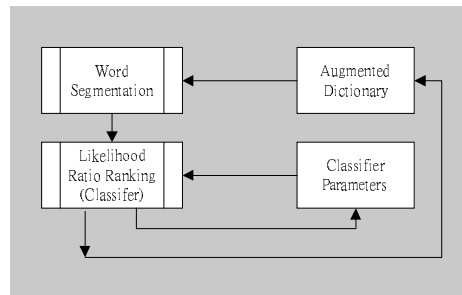 Word
Segmentation
Augmented
Dictionary
Likelihood
Ratio Ranking
(Classifer)
Classifier
Parameters